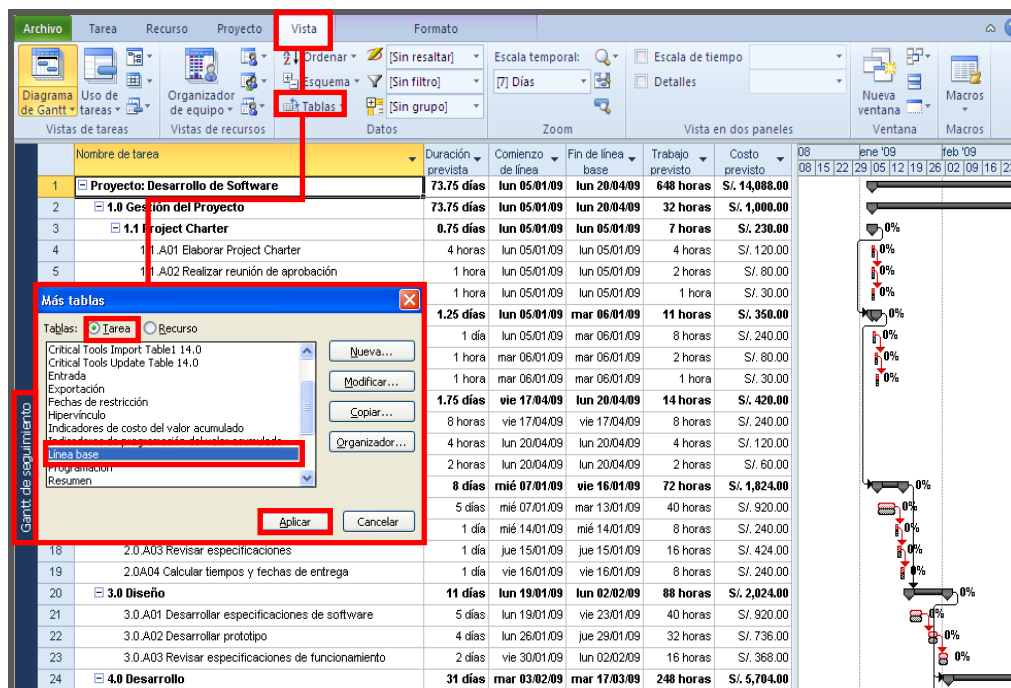 Archivo Tarea Recurso Proyecto Vista Formato
Diagrama de Gantt
Uso de tareas
Vistas de tareas
Organizador de equipo
Vistas de recursos
Ordenar [Sin resaltar]
Esquema [Sin filtro]
Tablas [Sin grupo]
Datos
Escala temporal:
[7] Días
Zoom
Escala de tiempo
Detalles
Vista en dos paneles
Nueva ventana
Ventana
Macros
Macros
Nombre de tarea Duración prevista Comienzo de línea Fin de línea base Trabajo previsto Costo previsto
08 ene '09 feb '09
08 15 22 29 05 12 19 26 02 09 16 23
1 Proyecto: Desarrollo de Software 73.75 días lun 05/01/09 lun 20/04/09 648 horas S/. 14,088.00
2 1.0 Gestión del Proyecto 73.75 días lun 05/01/09 lun 20/04/09 32 horas S/. 1,000.00
3 1.1 Project Charter 0.75 días lun 05/01/09 lun 05/01/09 7 horas S/. 230.00 0%
4 1.1.A01 Elaborar Project Charter 4 horas lun 05/01/09 lun 05/01/09 4 horas S/. 120.00 0%
5 1.1.A02 Realizar reunión de aprobación 1 hora lun 05/01/09 lun 05/01/09 2 horas S/. 80.00 0%
1 hora lun 05/01/09 lun 05/01/09 1 hora S/. 30.00 0%
1.25 días lun 05/01/09 mar 06/01/09 11 horas S/. 350.00 0%
1 día lun 05/01/09 mar 06/01/09 8 horas S/. 240.00 0%
1 hora mar 06/01/09 mar 06/01/09 2 horas S/. 80.00 0%
1 hora mar 06/01/09 mar 06/01/09 1 hora S/. 30.00 0%
1.75 días vie 17/04/09 lun 20/04/09 14 horas S/. 420.00
8 horas vie 17/04/09 vie 17/04/09 8 horas S/. 240.00
4 horas lun 20/04/09 lun 20/04/09 4 horas S/. 120.00
2 horas lun 20/04/09 lun 20/04/09 2 horas S/. 60.00
8 días mié 07/01/09 vie 16/01/09 72 horas S/. 1,824.00 0%
5 días mié 07/01/09 mar 13/01/09 40 horas S/. 920.00 0%
1 día mié 14/01/09 mié 14/01/09 8 horas S/. 240.00 0%
18 2.0.A03 Revisar especificaciones 1 día jue 15/01/09 jue 15/01/09 16 horas S/. 424.00 0%
19 2.0A04 Calcular tiempos y fechas de entrega 1 día vie 16/01/09 vie 16/01/09 8 horas S/. 240.00 0%
20 3.0 Diseño 11 días lun 19/01/09 lun 02/02/09 88 horas S/. 2,024.00 0%
21 3.0.A01 Desarrollar especificaciones de software 5 días lun 19/01/09 vie 23/01/09 40 horas S/. 920.00 0%
22 3.0.A02 Desarrollar prototipo 4 días lun 26/01/09 jue 29/01/09 32 horas S/. 736.00 0%
23 3.0.A03 Revisar especificaciones de funcionamiento 2 días vie 30/01/09 lun 02/02/09 16 horas S/. 368.00 0%
24 4.0 Desarrollo 31 días mar 03/02/09 mar 17/03/09 248 horas S/. 5,704.00
Gantt de seguimiento
Más tablas
Tablas: Tarea Recurso
Critical Tools Import Table1 14.0
Critical Tools Update Table 14.0
Entrada
Exportación
Fechas de restricción
Hipervínculo
Indicadores de costo del valor acumulado
Indicadores de programación del valor acumulado
Línea base
Programación
Resumen
Nueva...
Modificar...
Copiar...
Organizador...
Aplicar Cancelar